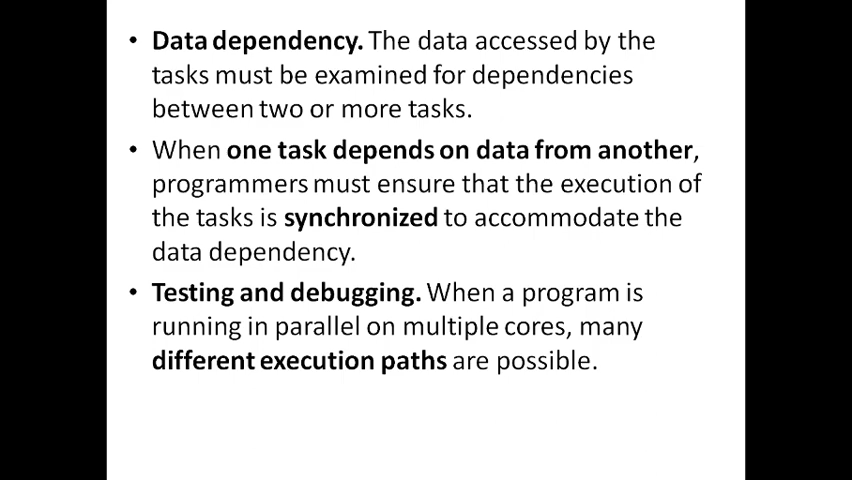 • Data dependency. The data accessed by the
tasks must be examined for dependencies
between two or more tasks.
• When one task depends on data from another,
programmers must ensure that the execution of
the tasks is synchronized to accommodate the
data dependency.
• Testing and debugging. When a program is
running in parallel on multiple cores, many
different execution paths are possible.